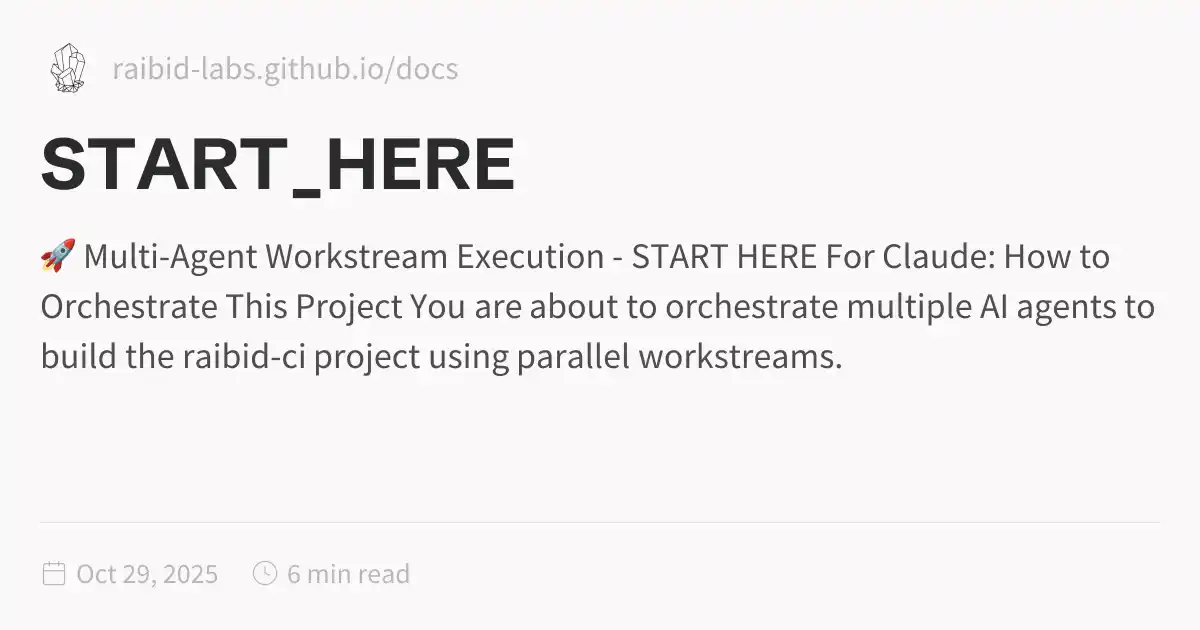 raibid-labs.github.io/docs
START_HERE
🚀 Multi-Agent Workstream Execution - START HERE For Claude: How to
Orchestrate This Project You are about to orchestrate multiple AI agents to
build the raibid-ci project using parallel workstreams.
Oct 29, 2025 6 min read